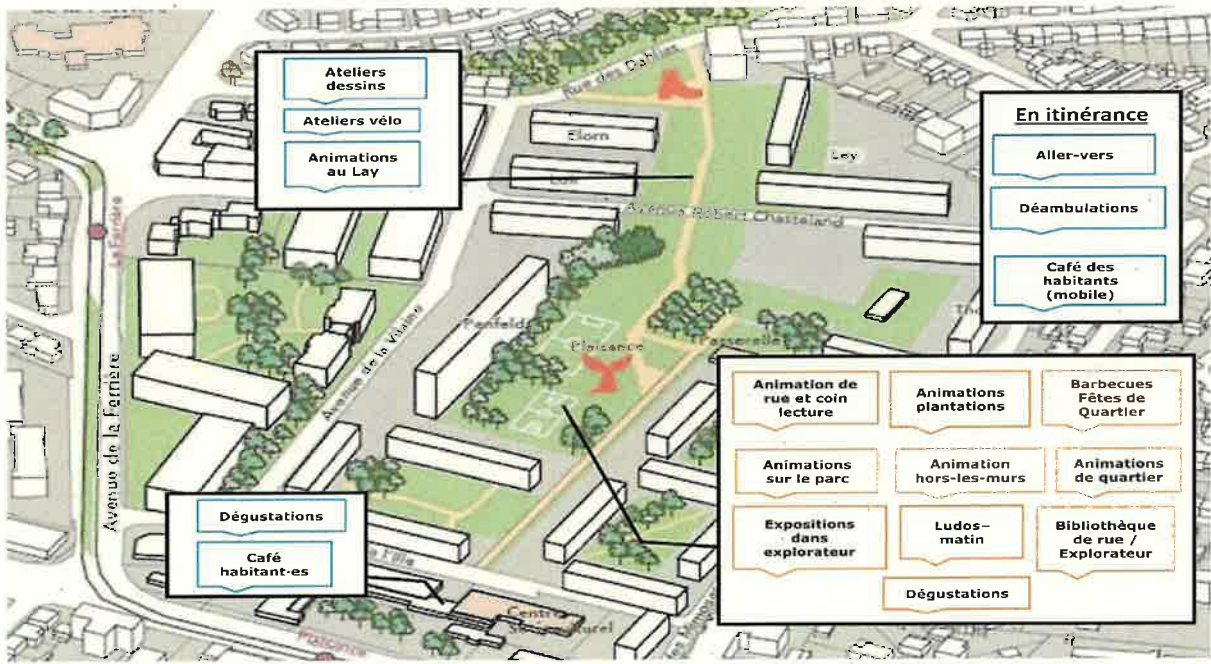 Ateliers
dessins
Ateliers vélo
Animations
au Lay
Rue des Dahlias
Elorn
Ley
Avenue Robert Chasteland
En itinérance
Aller-vers
Déambulations
Café des
habitants
(mobile)
La Ferrière
Avenue de la Ferrière
Avenue de la Vilaine
Penfeld
Plaisance
Passerelle
Animation de
rue et coin
lecture
Animations
plantations
Barbecues
Fêtes de
Quartier
Animations
sur le parc
Animation
hors-les-murs
Animations
de quartier
Expositions
dans
explorateur
Ludos-
matin
Bibliothèque
de rue /
Explorateur
Dégustations
Dégustations
Café
habitant·es
Centre
Plaisance